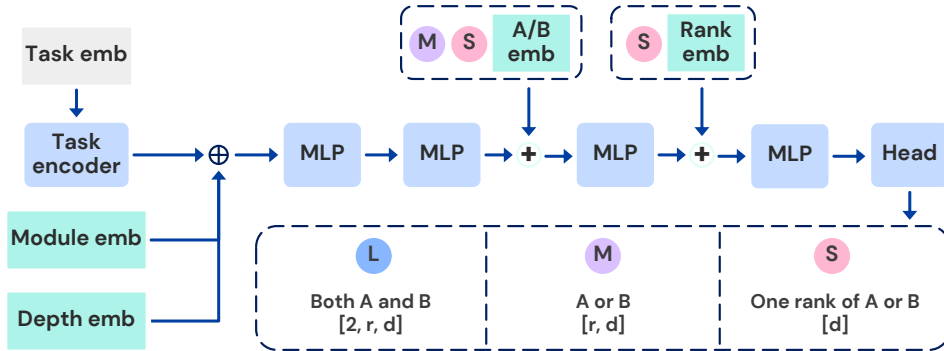 Task emb
Task
encoder
Module emb
Depth emb
⊕
MLP
MLP
M S A/B
emb
+
MLP
S Rank
emb
+
MLP
Head
L
Both A and B
[2, r, d]
M
A or B
[r, d]
S
One rank of A or B
[d]